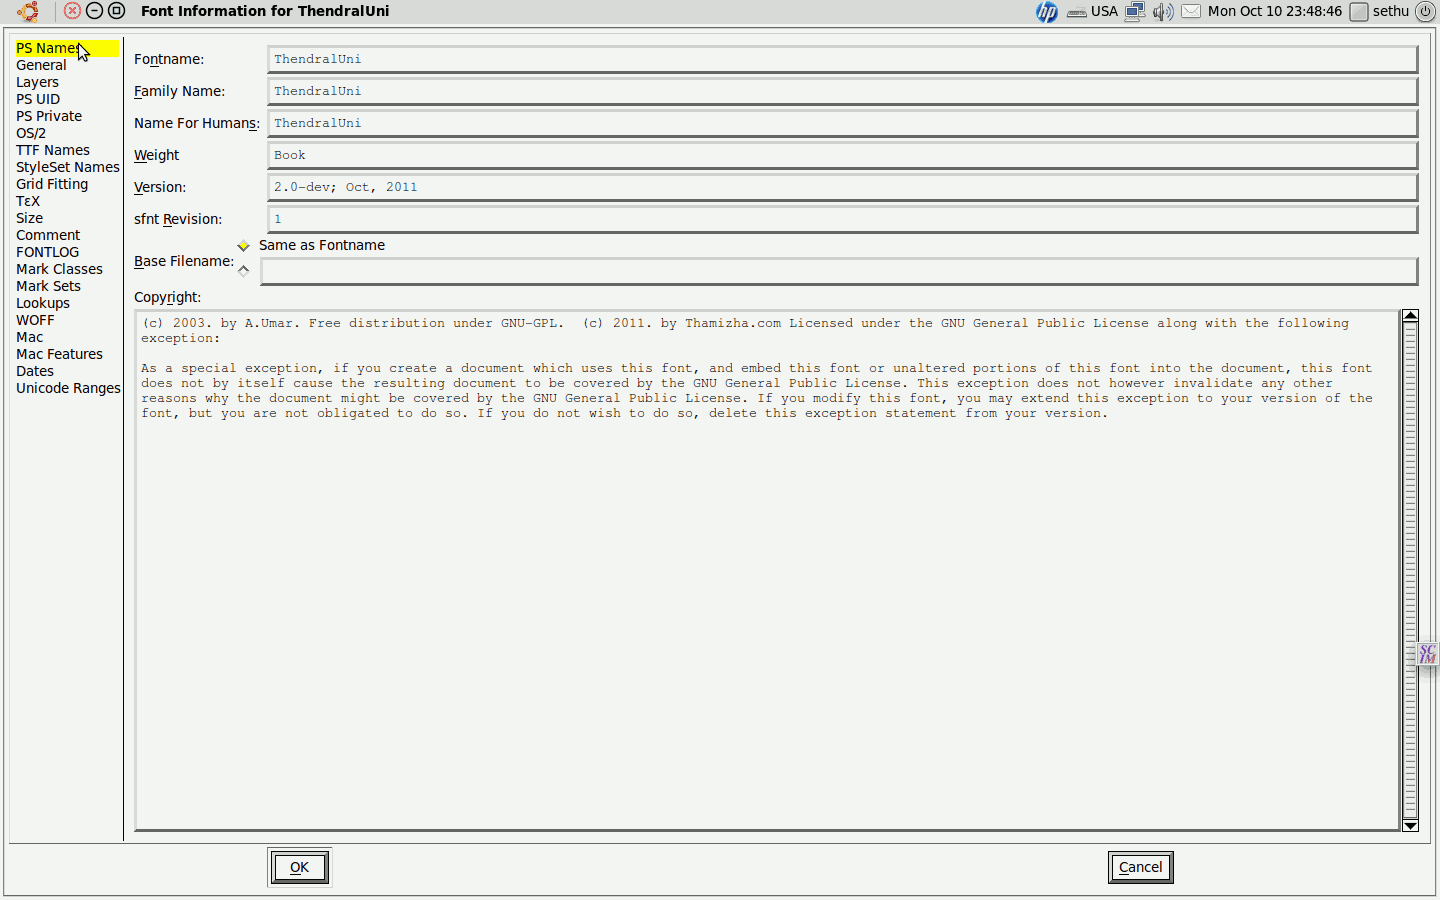 Font Information for ThendralUni
hp
USA
Mon Oct 10 23:48:46
sethu
PS Names
General
Layers
PS UID
PS Private
OS/2
TTF Names
StyleSet Names
Grid Fitting
TεX
Size
Comment
FONTLOG
Mark Classes
Mark Sets
Lookups
WOFF
Mac
Mac Features
Dates
Unicode Ranges
Fontname: ThendralUni
Family Name: ThendralUni
Name For Humans: ThendralUni
Weight Book
Version: 2.0-dev; Oct, 2011
sfnt Revision: 1
Same as Fontname
Base Filename:
Copyright:
(c) 2003. by A.Umar. Free distribution under GNU-GPL.  (c) 2011. by Thamizha.com Licensed under the GNU General Public License along with the following
exception:
As a special exception, if you create a document which uses this font, and embed this font or unaltered portions of this font into the document, this font
does not by itself cause the resulting document to be covered by the GNU General Public License. This exception does not however invalidate any other
reasons why the document might be covered by the GNU General Public License. If you modify this font, you may extend this exception to your version of the
font, but you are not obligated to do so. If you do not wish to do so, delete this exception statement from your version.
SC
IM
OK
Cancel